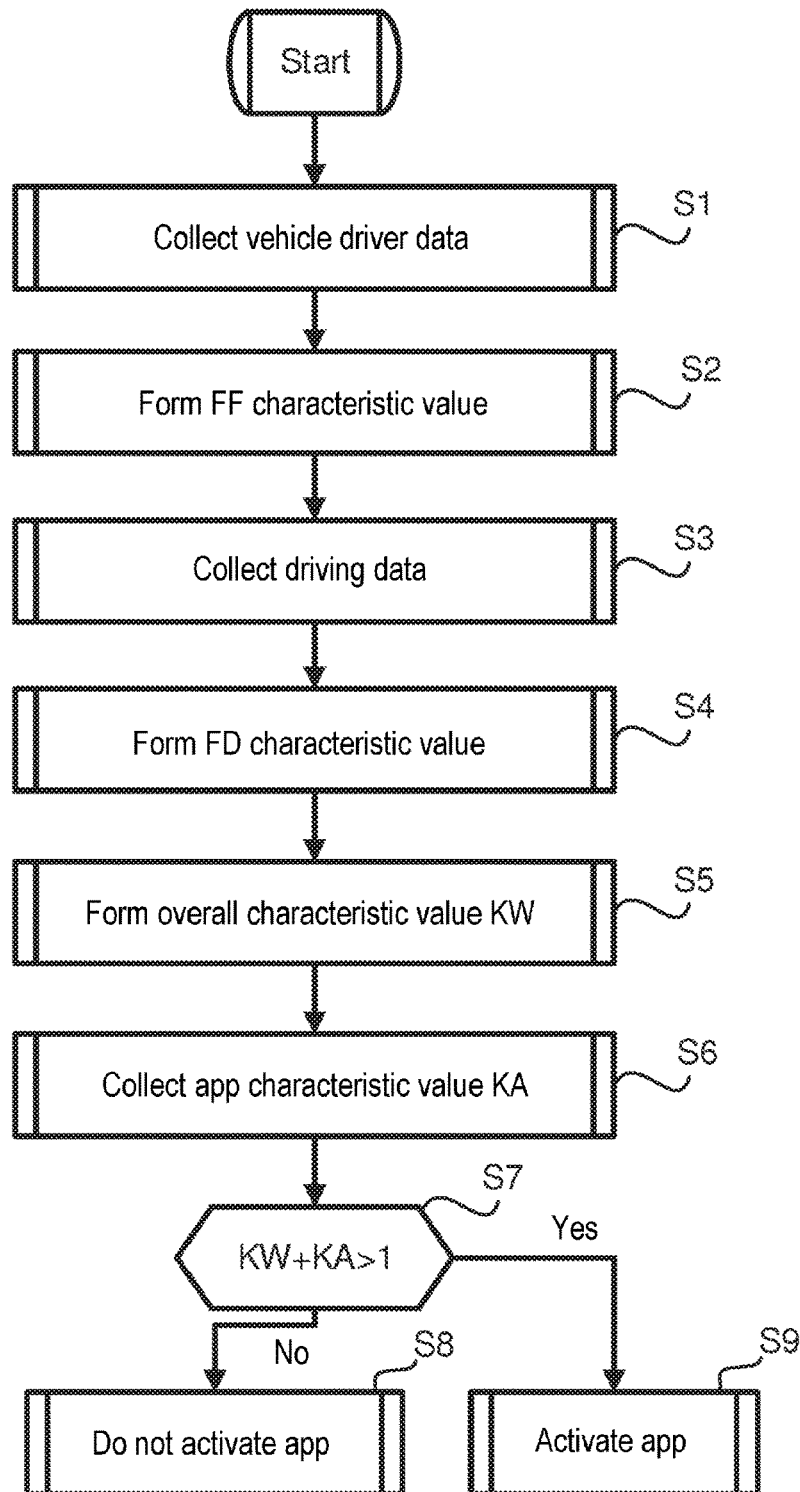 Start
Collect vehicle driver data
S1
Form FF characteristic value
S2
Collect driving data
S3
Form FD characteristic value
S4
Form overall characteristic value KW
S5
Collect app characteristic value KA
S6
KW+KA>1
S7
Yes
No
Do not activate app
S8
Activate app
S9